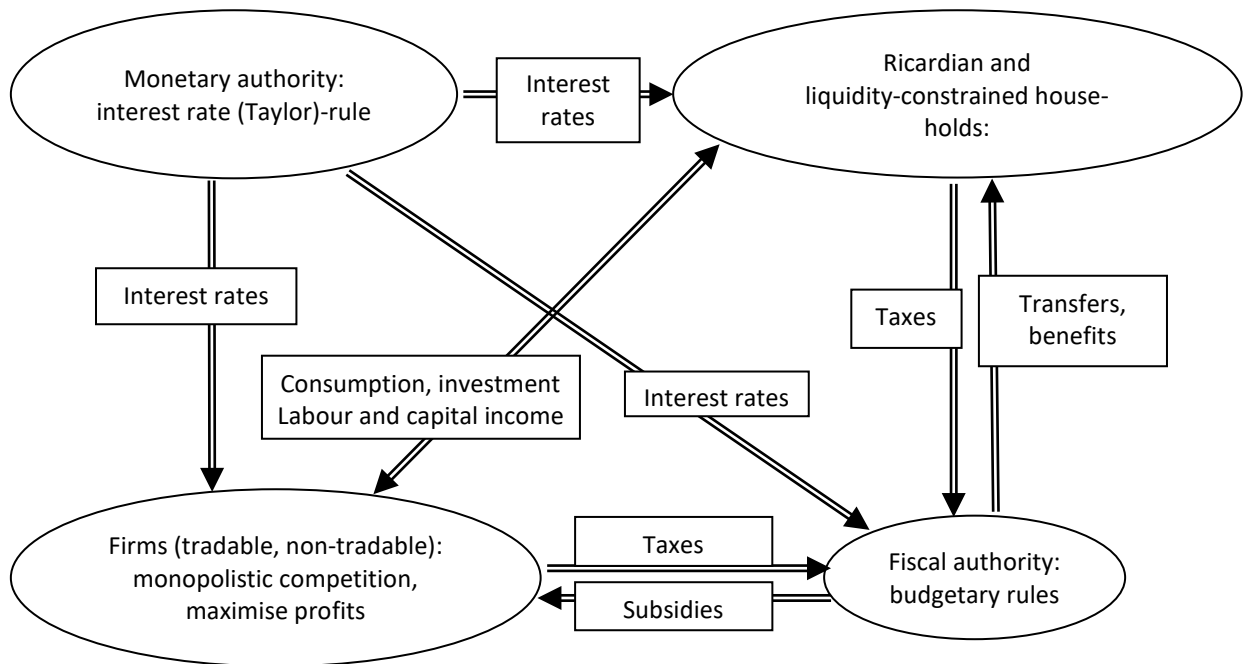 Monetary authority:
interest rate (Taylor)-rule
Interest
rates
Ricardian and
liquidity-constrained house-
holds:
Interest rates
Consumption, investment
Labour and capital income
Interest rates
Taxes
Transfers,
benefits
Firms (tradable, non-tradable):
monopolistic competition,
maximise profits
Taxes
Subsidies
Fiscal authority:
budgetary rules